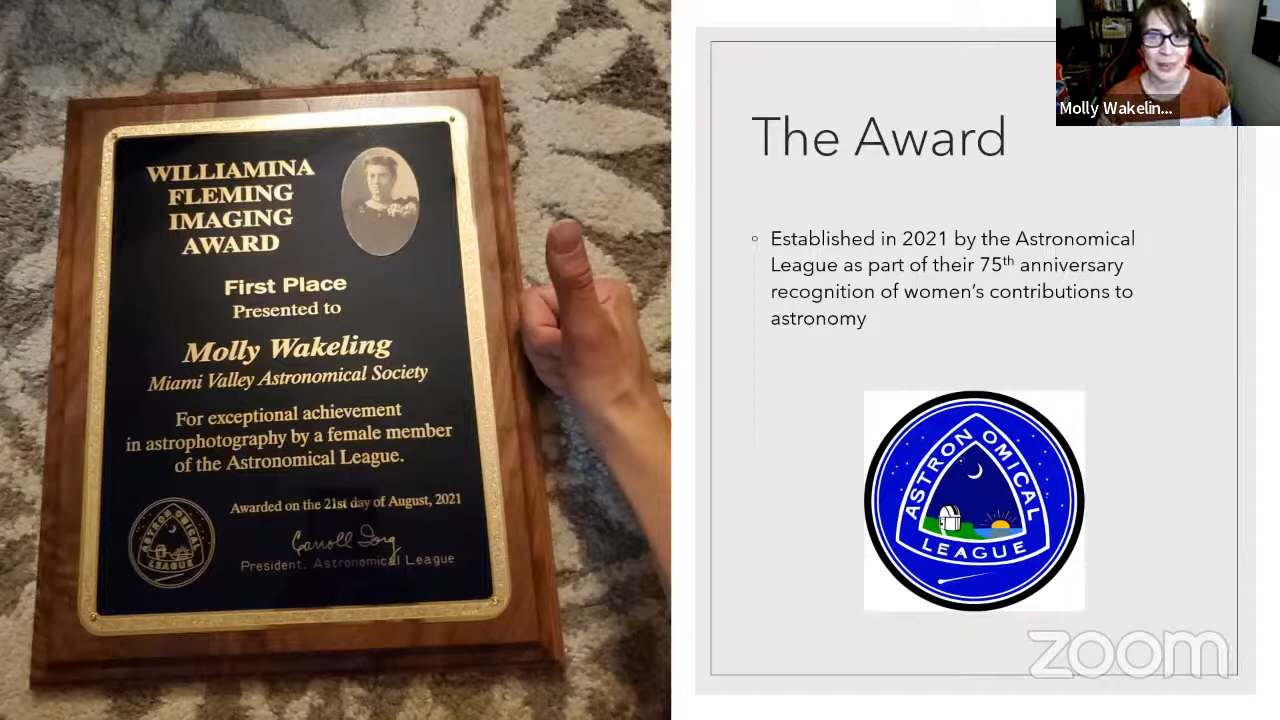 WILLIAMINA
FLEMING
IMAGING
AWARD
First Place
Presented to
Molly Wakeling
Miami Valley Astronomical Society
For exceptional achievement
in astrophotography by a female member
of the Astronomical League.
Awarded on the 21st day of August, 2021
President, Astronomical League
ASTRONOMICAL
LEAGUE
The Award
Established in 2021 by the Astronomical
League as part of their 75th anniversary
recognition of women's contributions to
astronomy
ASTRONOMICAL
LEAGUE
Molly Wakelin...
zoom